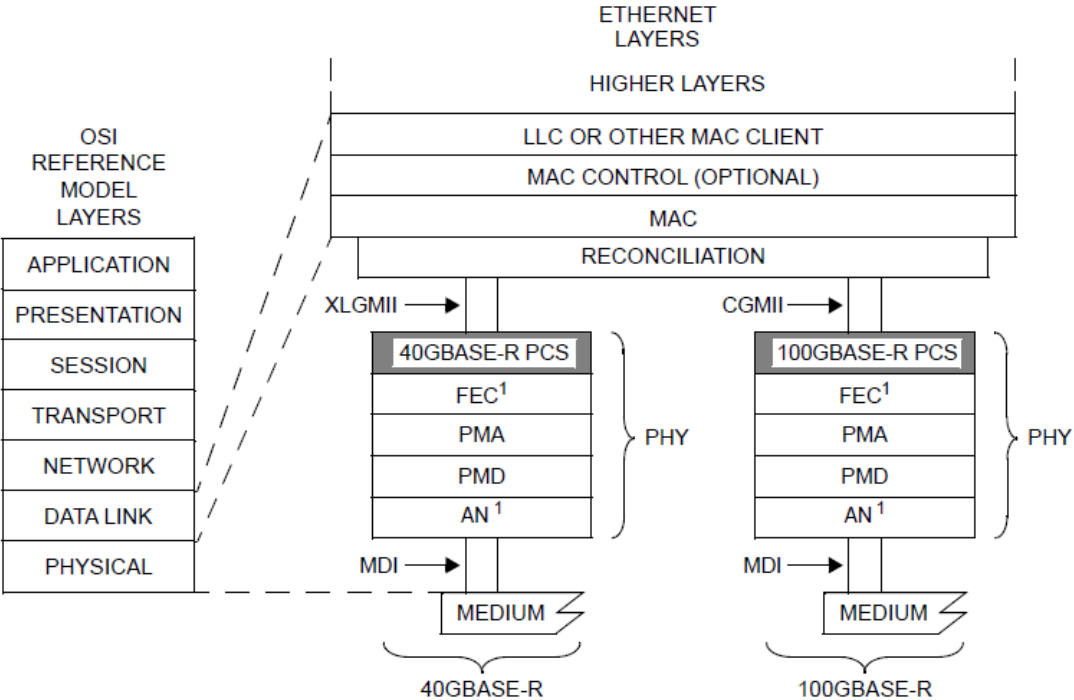 ETHERNET
LAYERS
HIGHER LAYERS
LLC OR OTHER MAC CLIENT
MAC CONTROL (OPTIONAL)
MAC
RECONCILIATION
OSI
REFERENCE
MODEL
LAYERS
APPLICATION
PRESENTATION
SESSION
TRANSPORT
NETWORK
DATA LINK
PHYSICAL
XLGMII
40GBASE-R PCS
FEC¹
PMA
PMD
AN ¹
PHY
MDI
MEDIUM
40GBASE-R
CGMII
100GBASE-R PCS
FEC¹
PMA
PMD
AN ¹
PHY
MDI
MEDIUM
100GBASE-R